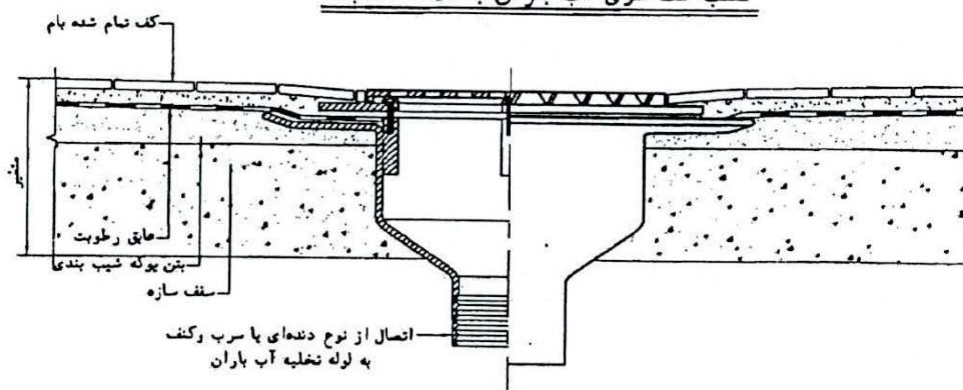 کف تمام شده بام
متغیر
عایق رطوبت
بتن پوکه شیب بندی
سقف سازه
اتصال از نوع دنده‌ای یا سرب وکنف
به لوله تخلیه آب باران